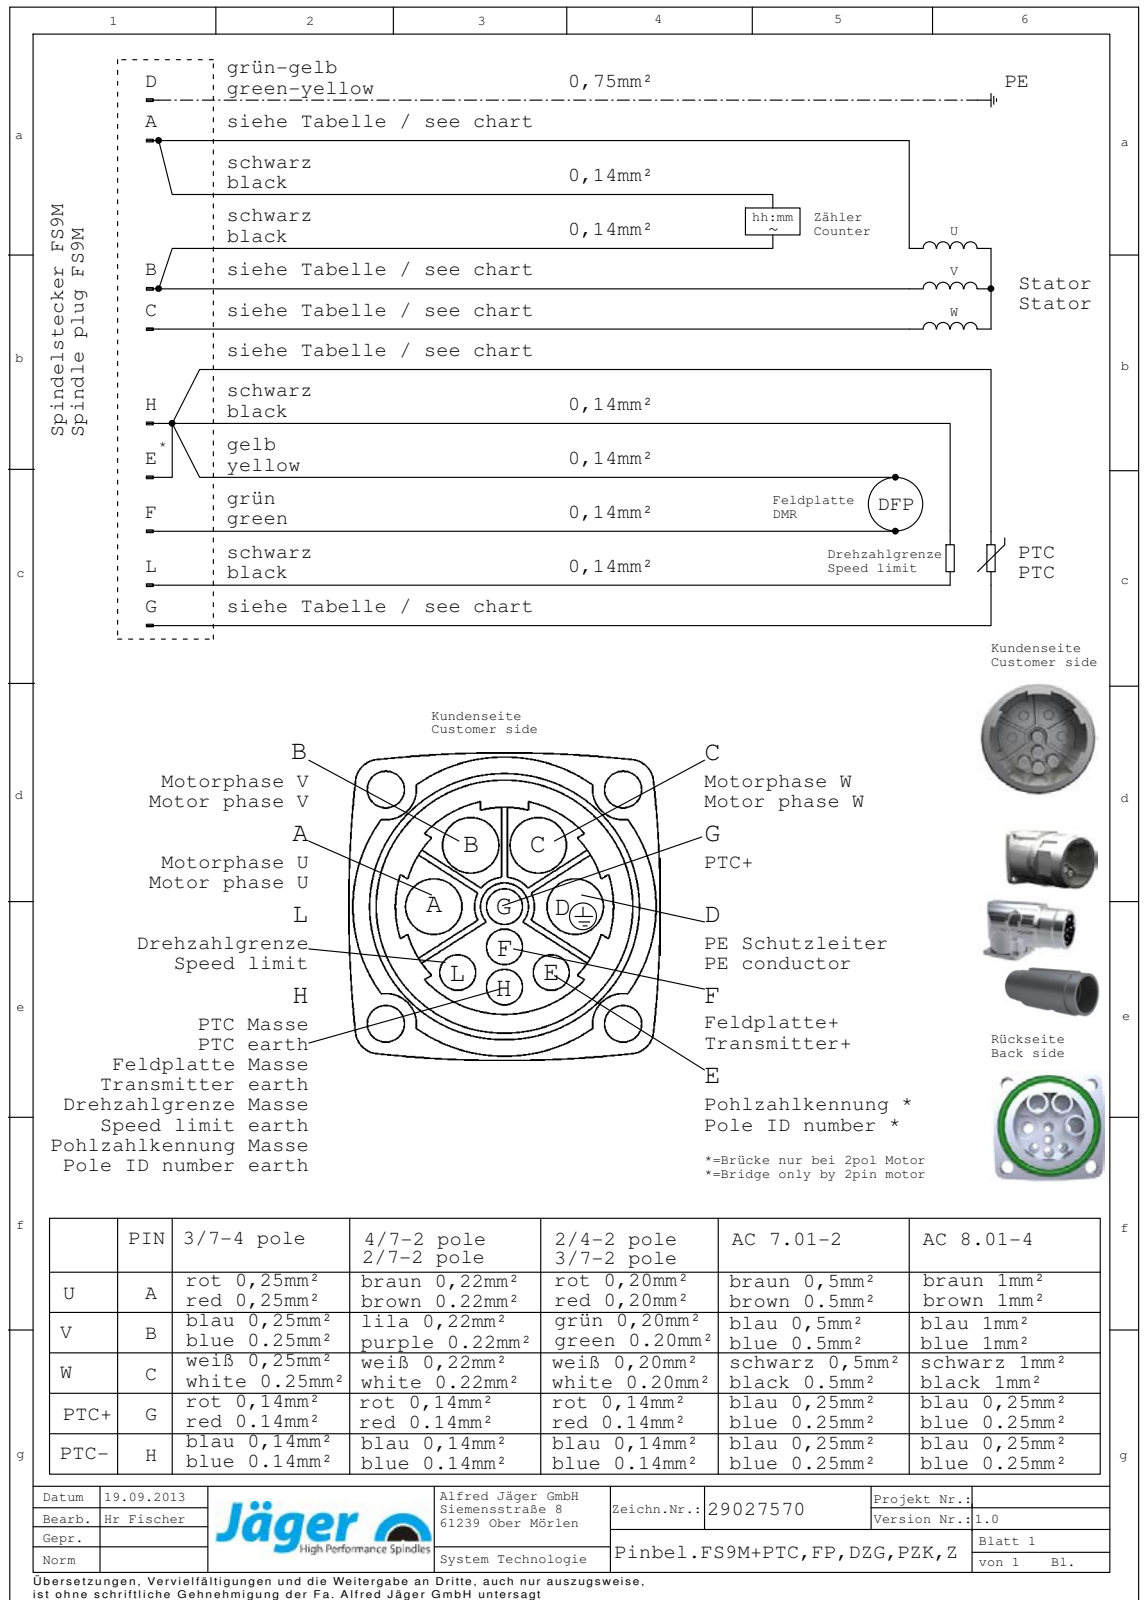 1 2 3 4 5 6
a a
b b
c c
d d
e e
f f
g g
Spindelstecker FS9M
Spindle plug FS9M
D
grün-gelb
green-yellow
0,75mm²
PE
A
siehe Tabelle / see chart
schwarz
black
0,14mm²
schwarz
black
0,14mm²
hh:mm
~
Zähler
Counter
B
siehe Tabelle / see chart
C
siehe Tabelle / see chart
U
V
W
Stator
Stator
siehe Tabelle / see chart
H
schwarz
black
0,14mm²
E*
gelb
yellow
0,14mm²
F
grün
green
0,14mm²
Feldplatte
DMR
DFP
L
schwarz
black
0,14mm²
Drehzahlgrenze
Speed limit
PTC
PTC
G
siehe Tabelle / see chart
Kundenseite
Customer side
Kundenseite
Customer side
B
Motorphase V
Motor phase V
A
Motorphase U
Motor phase U
L
Drehzahlgrenze
Speed limit
H
PTC Masse
PTC earth
Feldplatte Masse
Transmitter earth
Drehzahlgrenze Masse
Speed limit earth
Pohlzahlkennung Masse
Pole ID number earth
B C
A G D
F
L H E
C
Motorphase W
Motor phase W
G
PTC+
D
PE Schutzleiter
PE conductor
F
Feldplatte+
Transmitter+
E
Pohlzahlkennung *
Pole ID number *
*=Brücke nur bei 2pol Motor
*=Bridge only by 2pin motor
Rückseite
Back side
PIN 3/7-4 pole 4/7-2 pole 2/4-2 pole AC 7.01-2 AC 8.01-4
2/7-2 pole 3/7-2 pole
U A rot 0,25mm² braun 0,22mm² rot 0,20mm² braun 0,5mm² braun 1mm²
red 0,25mm² brown 0.22mm² red 0,20mm² brown 0.5mm² brown 1mm²
V B blau 0,25mm² lila 0,22mm² grün 0,20mm² blau 0,5mm² blau 1mm²
blue 0.25mm² purple 0.22mm² green 0.20mm² blue 0.5mm² blue 1mm²
W C weiß 0,25mm² weiß 0,22mm² weiß 0,20mm² schwarz 0,5mm² schwarz 1mm²
white 0.25mm² white 0.22mm² white 0.20mm² black 0.5mm² black 1mm²
PTC+ G rot 0,14mm² rot 0,14mm² rot 0,14mm² blau 0,25mm² blau 0,25mm²
red 0.14mm² red 0.14mm² red 0.14mm² blue 0.25mm² blue 0.25mm²
PTC- H blau 0,14mm² blau 0,14mm² blau 0,14mm² blau 0,25mm² blau 0,25mm²
blue 0.14mm² blue 0.14mm² blue 0.14mm² blue 0.25mm² blue 0.25mm²
Datum 19.09.2013
Bearb. Hr Fischer
Gepr.
Norm
Jäger
High Performance Spindles
Alfred Jäger GmbH
Siemensstraße 8
61239 Ober Mörlen
System Technologie
Zeichn.Nr.: 29027570
Pinbel.FS9M+PTC,FP,DZG,PZK,Z
Projekt Nr.:
Version Nr.: 1.0
Blatt 1
von 1 Bl.
Übersetzungen, Vervielfältigungen und die Weitergabe an Dritte, auch nur auszugsweise,
ist ohne schriftliche Gehnehmigung der Fa. Alfred Jäger GmbH untersagt